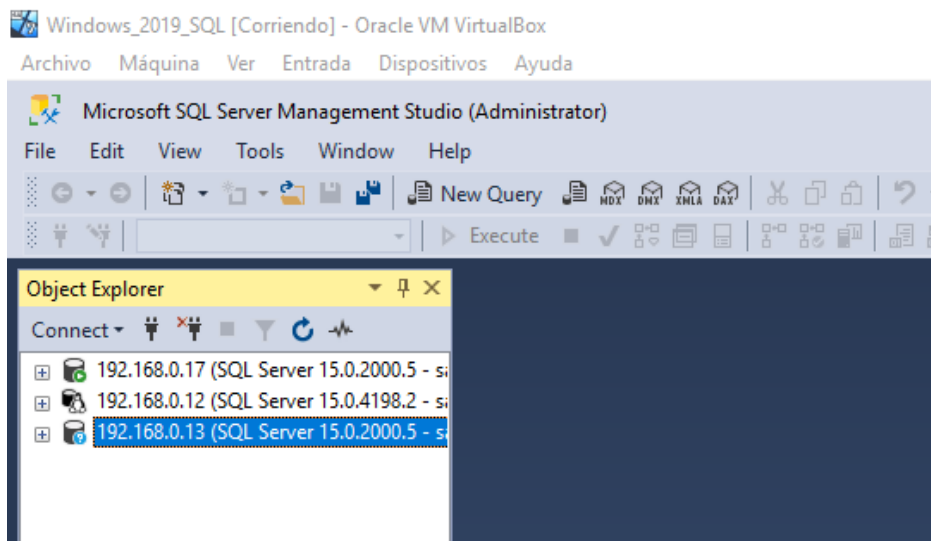 Windows_2019_SQL [Corriendo] - Oracle VM VirtualBox
Archivo Máquina Ver Entrada Dispositivos Ayuda
Microsoft SQL Server Management Studio (Administrator)
File Edit View Tools Window Help
New Query MDX DMX XMLA DAX
Execute
Object Explorer
Connect
192.168.0.17 (SQL Server 15.0.2000.5 - sa
192.168.0.12 (SQL Server 15.0.4198.2 - sa
192.168.0.13 (SQL Server 15.0.2000.5 - sa